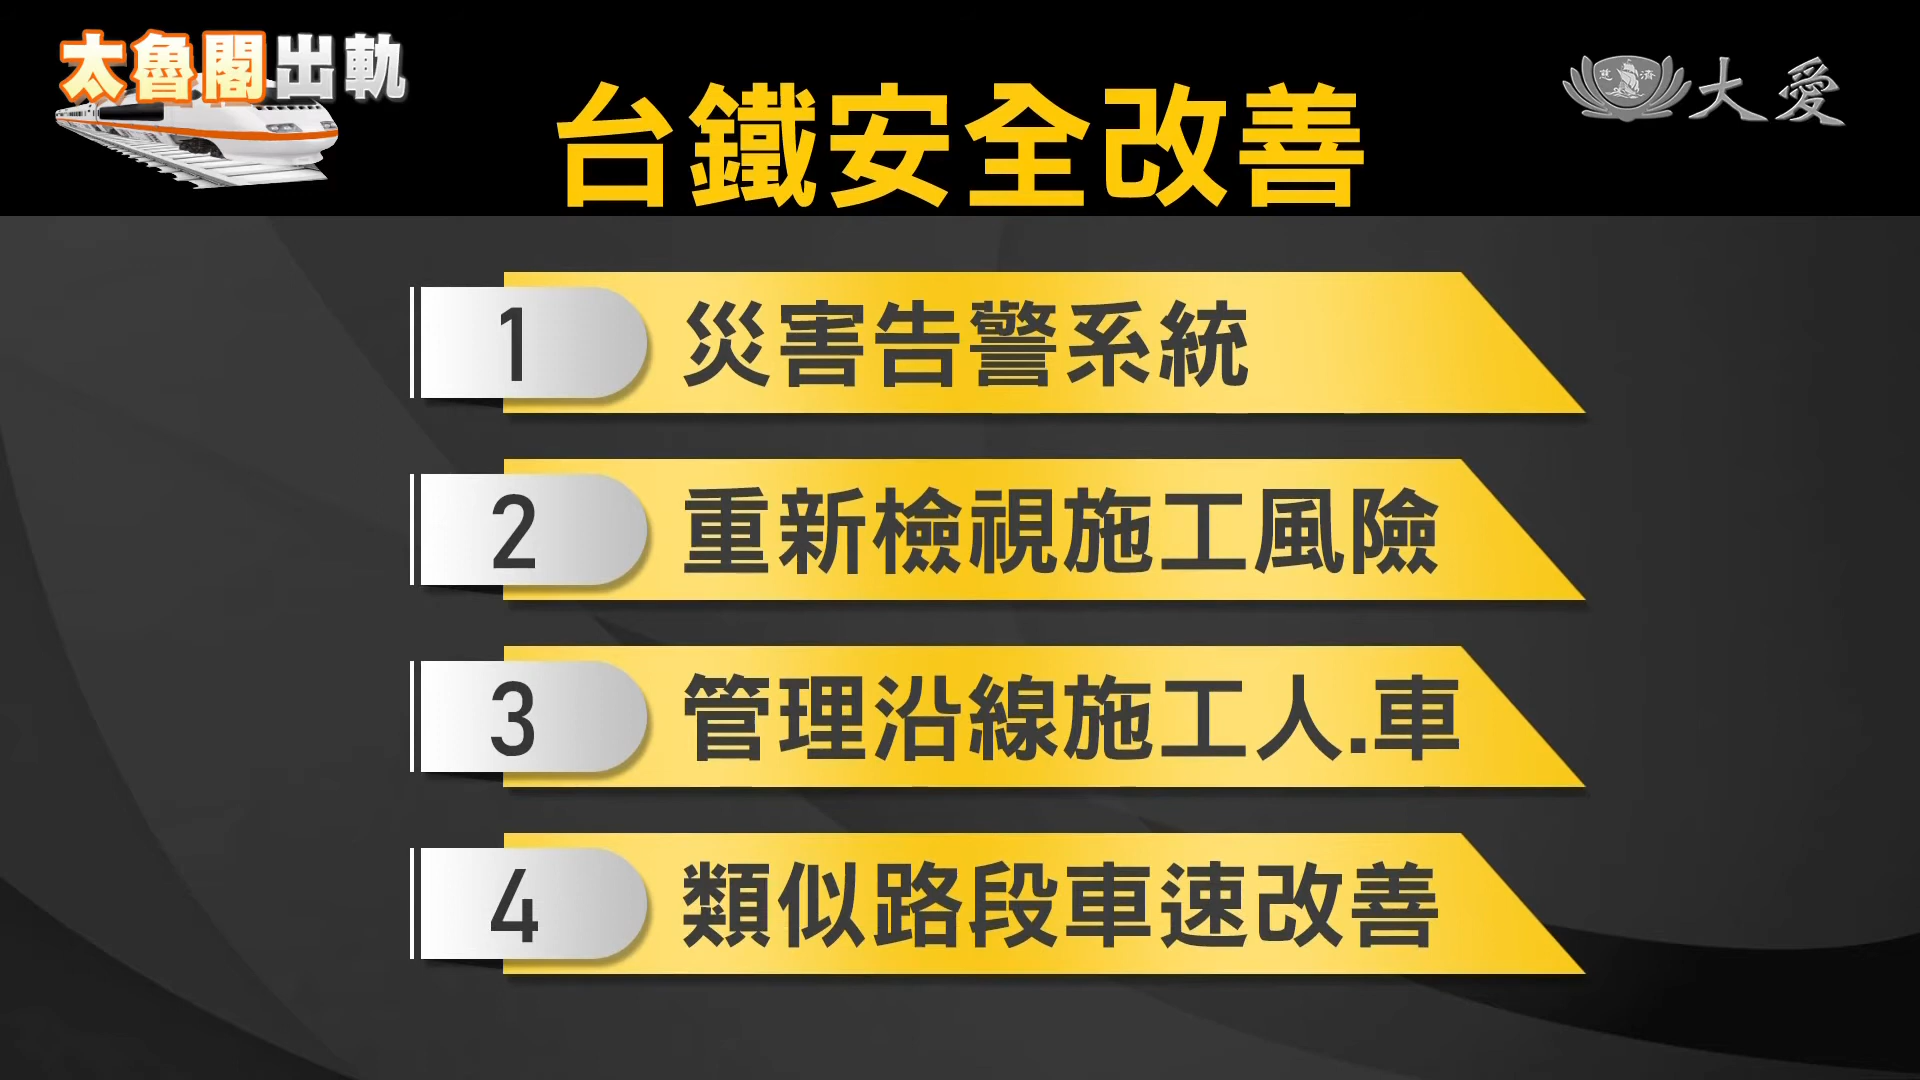 太魯閣出軌
台鐵安全改善
慈濟
大愛
1 災害告警系統
2 重新檢視施工風險
3 管理沿線施工人.車
4 類似路段車速改善